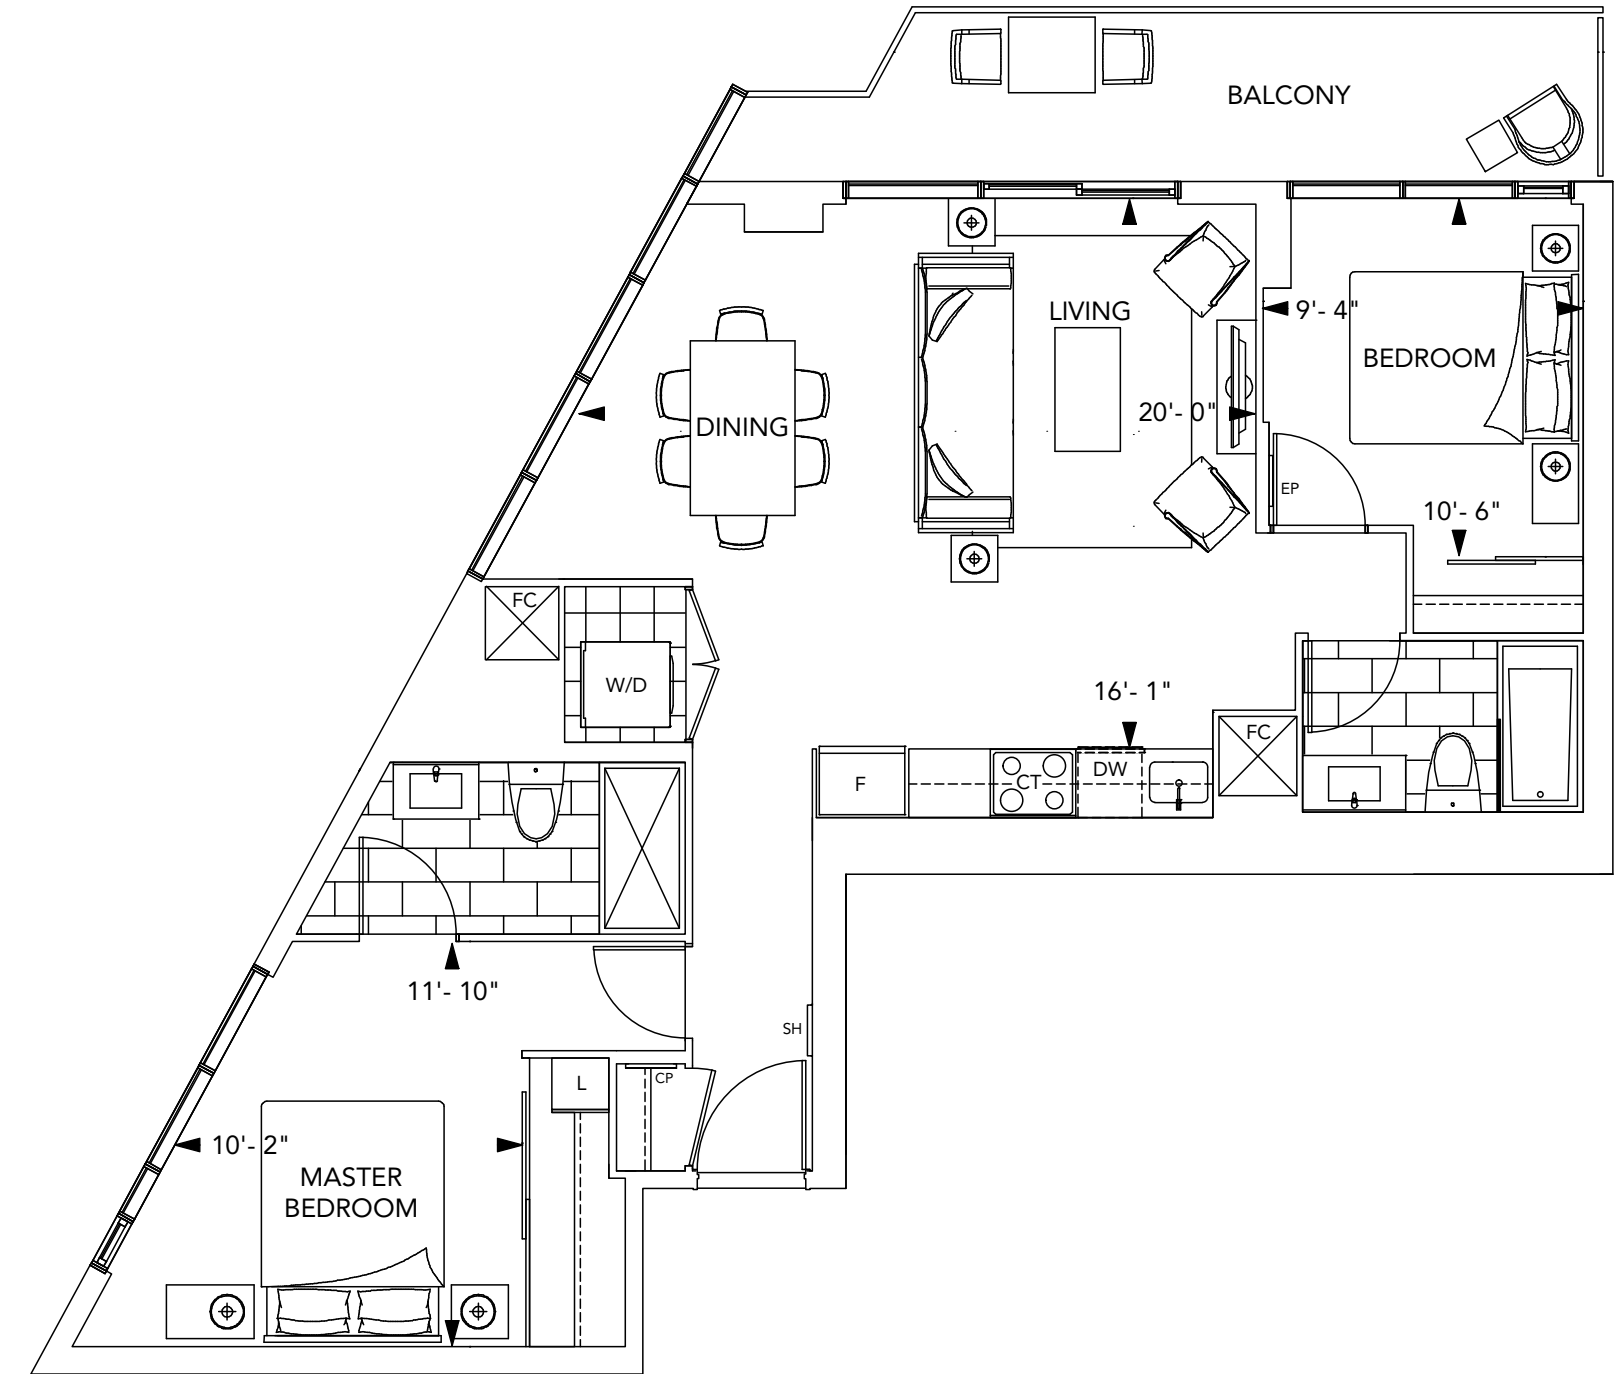 BALCONY
LIVING
9'- 4"
BEDROOM
20'- 0"
DINING
EP
10'- 6"
FC
W/D
16'- 1"
FC
F
CT
DW
11'- 10"
SH
CP
L
10'- 2"
MASTER
BEDROOM